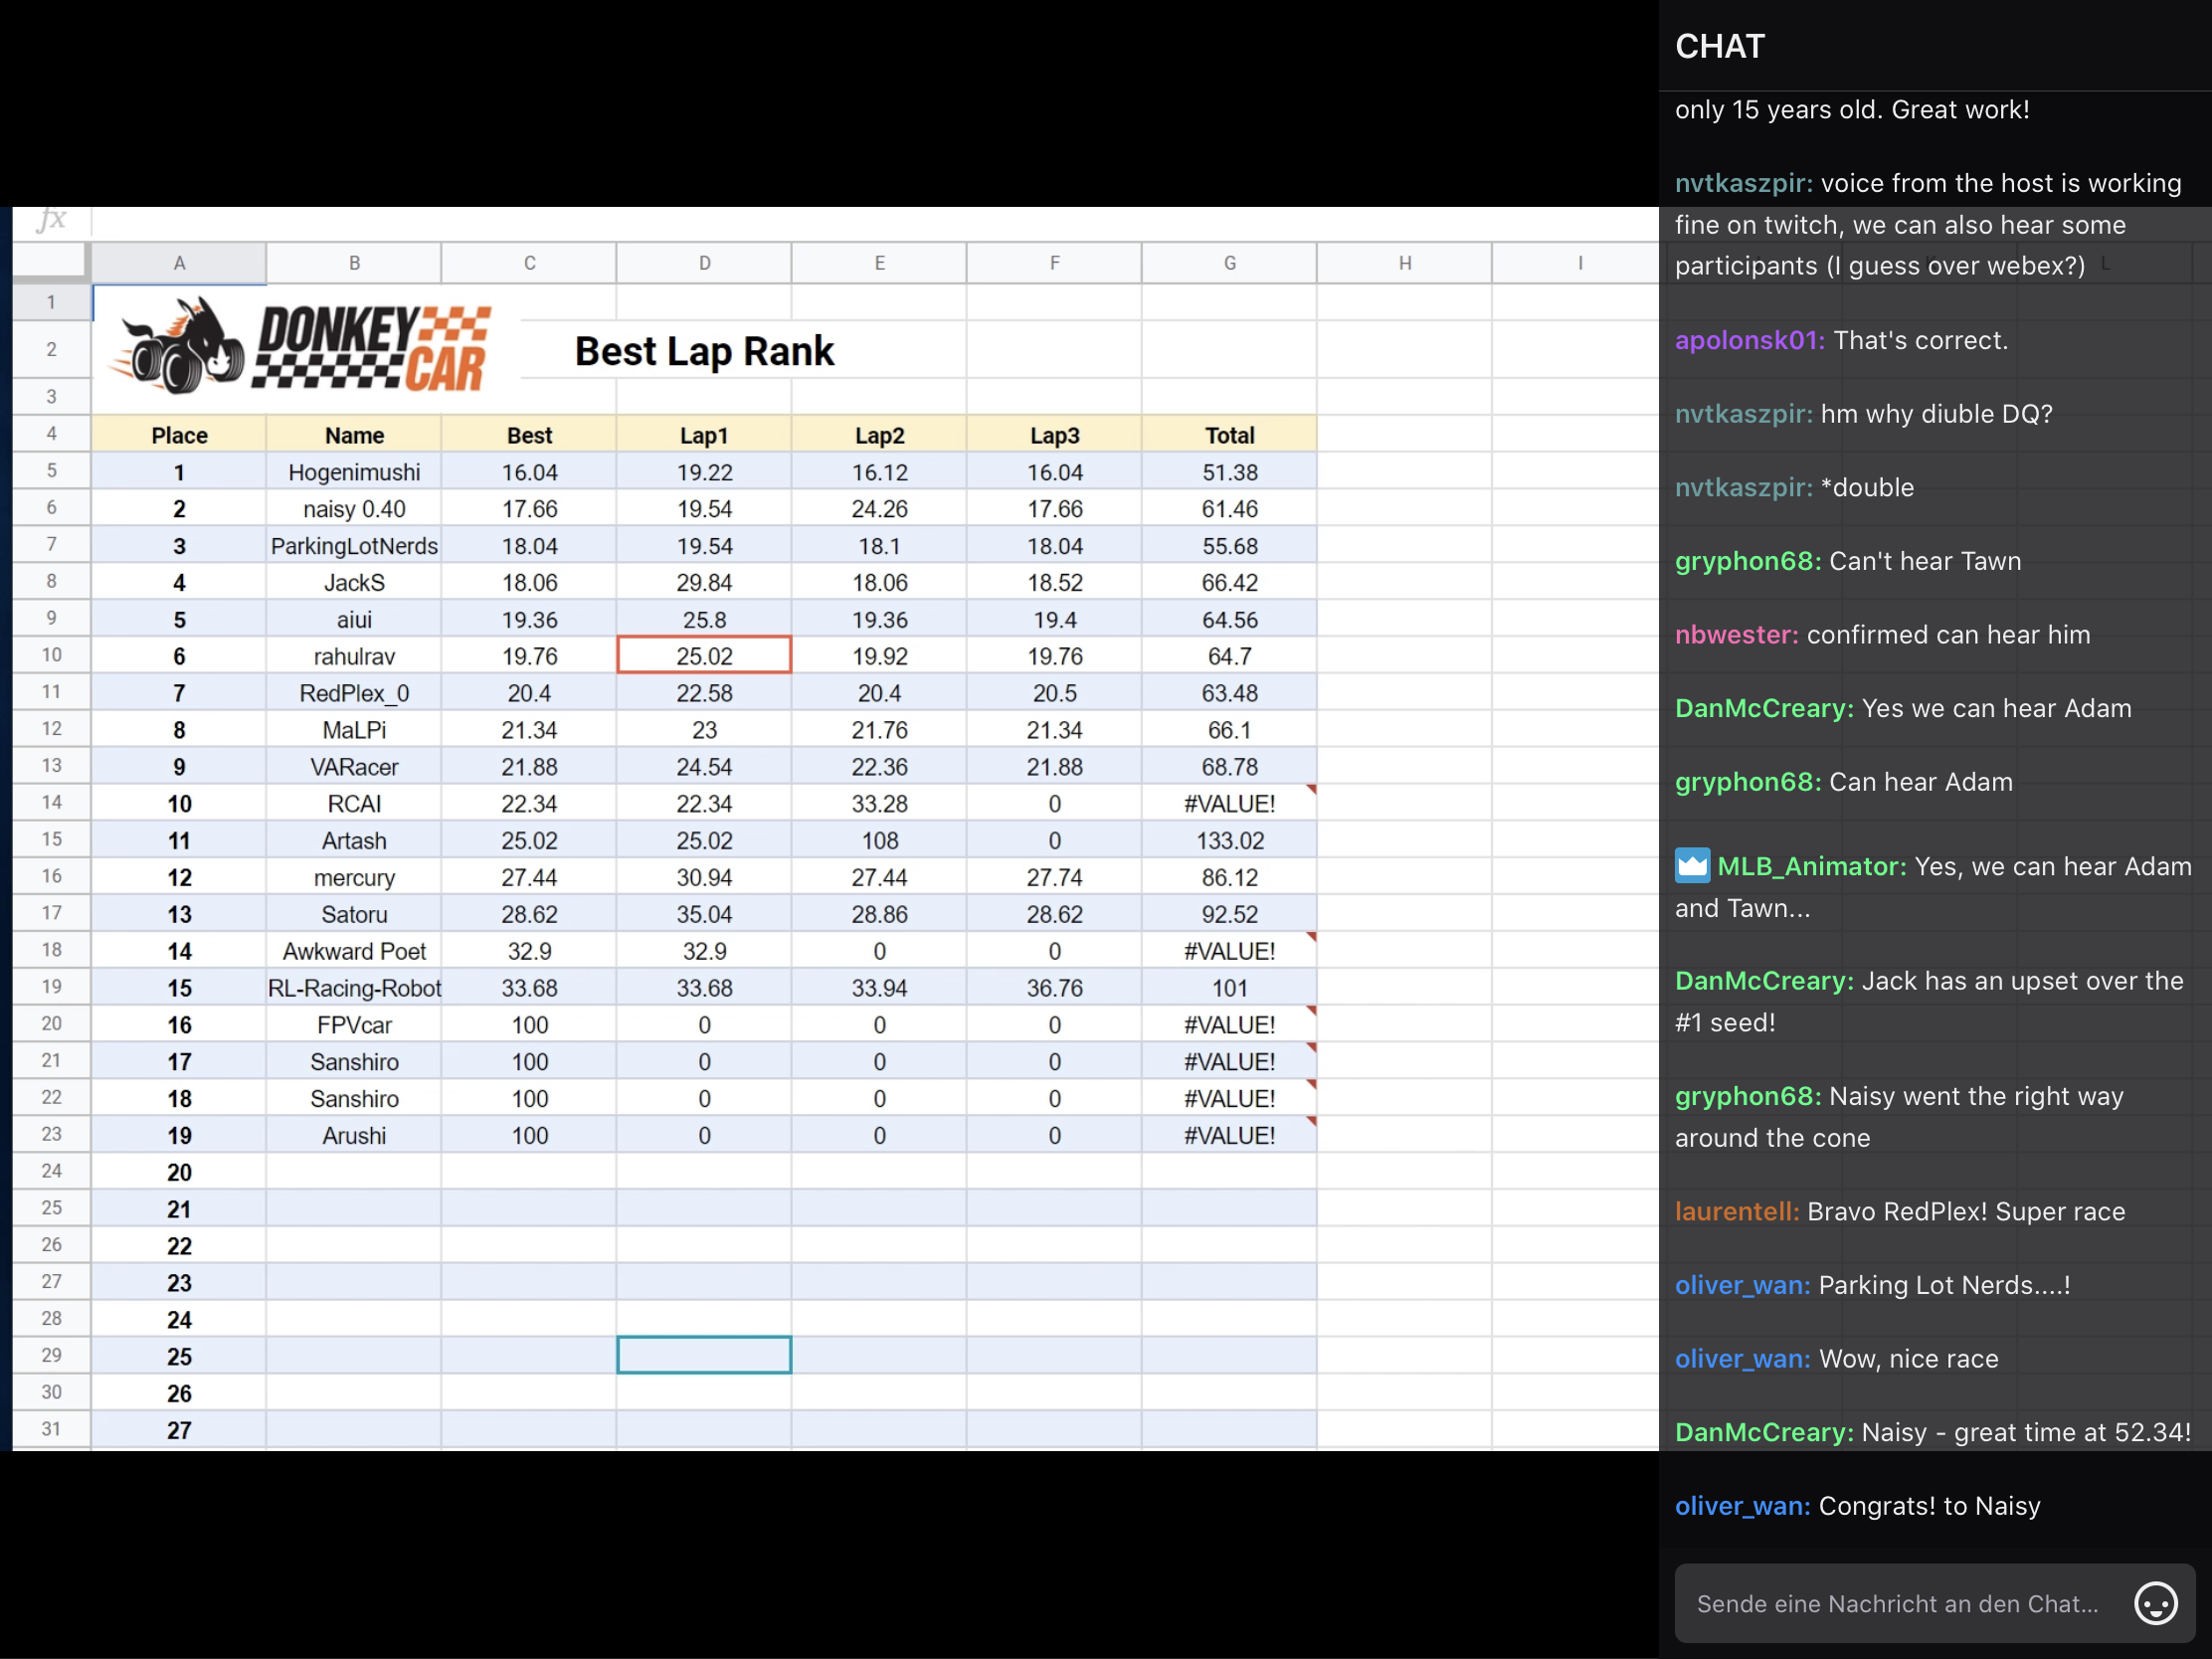 fx
A B C D E F G H I L
1
DONKEY CAR
2 Best Lap Rank
3
4 Place Name Best Lap1 Lap2 Lap3 Total
5 1 Hogenimushi 16.04 19.22 16.12 16.04 51.38
6 2 naisy 0.40 17.66 19.54 24.26 17.66 61.46
7 3 ParkingLotNerds 18.04 19.54 18.1 18.04 55.68
8 4 JackS 18.06 29.84 18.06 18.52 66.42
9 5 aiui 19.36 25.8 19.36 19.4 64.56
10 6 rahulrav 19.76 25.02 19.92 19.76 64.7
11 7 RedPlex_0 20.4 22.58 20.4 20.5 63.48
12 8 MaLPi 21.34 23 21.76 21.34 66.1
13 9 VARacer 21.88 24.54 22.36 21.88 68.78
14 10 RCAI 22.34 22.34 33.28 0 #VALUE!
15 11 Artash 25.02 25.02 108 0 133.02
16 12 mercury 27.44 30.94 27.44 27.74 86.12
17 13 Satoru 28.62 35.04 28.86 28.62 92.52
18 14 Awkward Poet 32.9 32.9 0 0 #VALUE!
19 15 RL-Racing-Robot 33.68 33.68 33.94 36.76 101
20 16 FPVcar 100 0 0 0 #VALUE!
21 17 Sanshiro 100 0 0 0 #VALUE!
22 18 Sanshiro 100 0 0 0 #VALUE!
23 19 Arushi 100 0 0 0 #VALUE!
24 20
25 21
26 22
27 23
28 24
29 25
30 26
31 27
CHAT
only 15 years old. Great work!
nvtkaszpir: voice from the host is working
fine on twitch, we can also hear some
participants (I guess over webex?)
apolonsk01: That's correct.
nvtkaszpir: hm why diuble DQ?
nvtkaszpir: *double
gryphon68: Can't hear Tawn
nbwester: confirmed can hear him
DanMcCreary: Yes we can hear Adam
gryphon68: Can hear Adam
MLB_Animator: Yes, we can hear Adam
and Tawn...
DanMcCreary: Jack has an upset over the
#1 seed!
gryphon68: Naisy went the right way
around the cone
laurentell: Bravo RedPlex! Super race
oliver_wan: Parking Lot Nerds....!
oliver_wan: Wow, nice race
DanMcCreary: Naisy - great time at 52.34!
oliver_wan: Congrats! to Naisy
Sende eine Nachricht an den Chat...